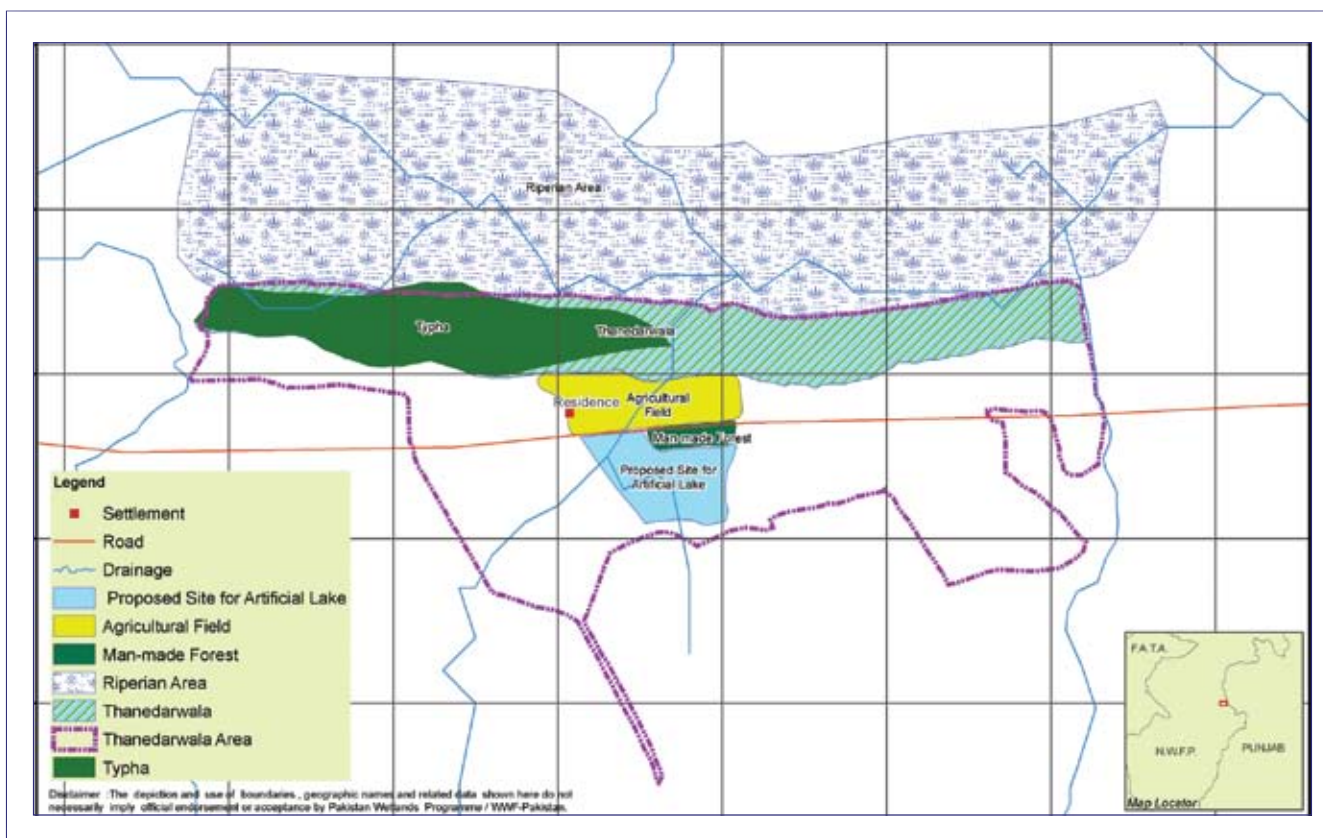 Riperian Area
Typha
Thanedarwala
Residence
Agricultural
Field
Man-made Forest
Proposed Site for
Artificial Lake
Legend
Settlement
Road
Drainage
Proposed Site for Artificial Lake
Agricultural Field
Man-made Forest
Riperian Area
Thanedarwala
Thanedarwala Area
Typha
Disclaimer :The depiction and use of boundaries, geographic names and related data shown here do not
necessarily imply official endorsement or acceptance by Pakistan Wetlands Programme / WWF-Pakistan.
F.A.T.A.
N.W.F.P.
PUNJAB
Map Locator